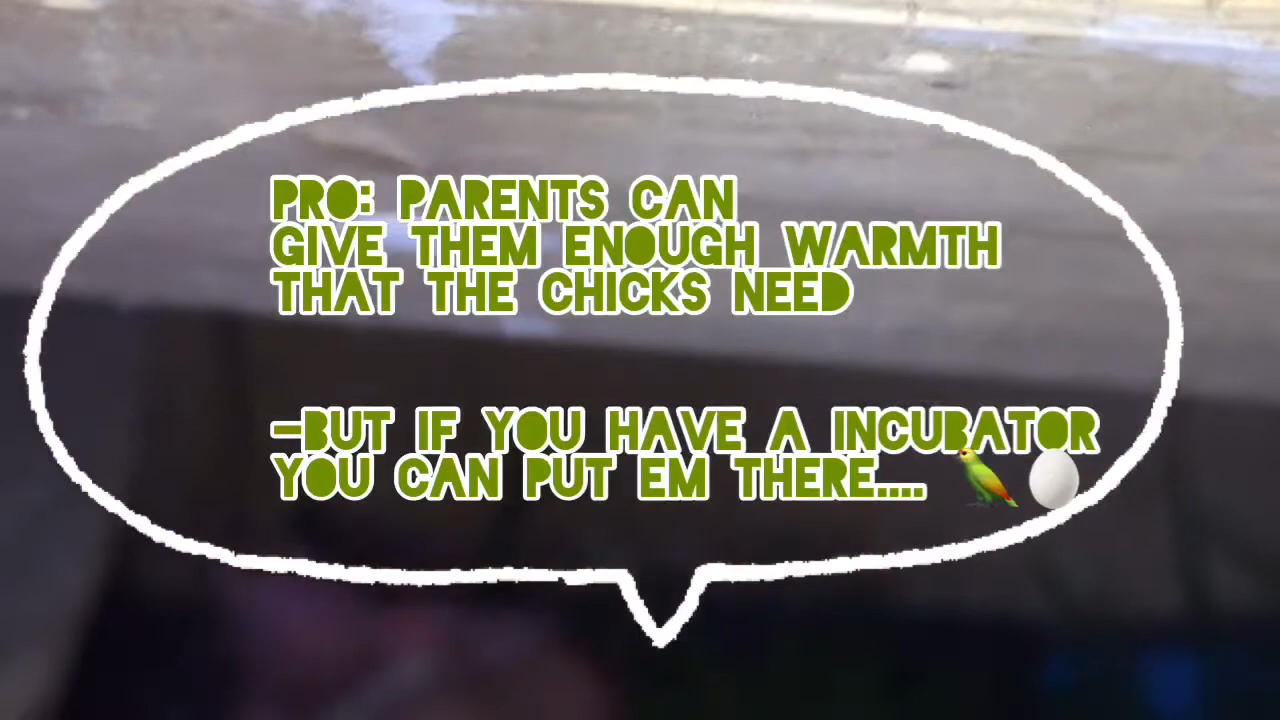 PRO: PARENTS CAN
GIVE THEM ENOUGH WARMTH
THAT THE CHICKS NEED
-BUT IF YOU HAVE A INCUBATOR
YOU CAN PUT EM THERE.... 🦜🥚